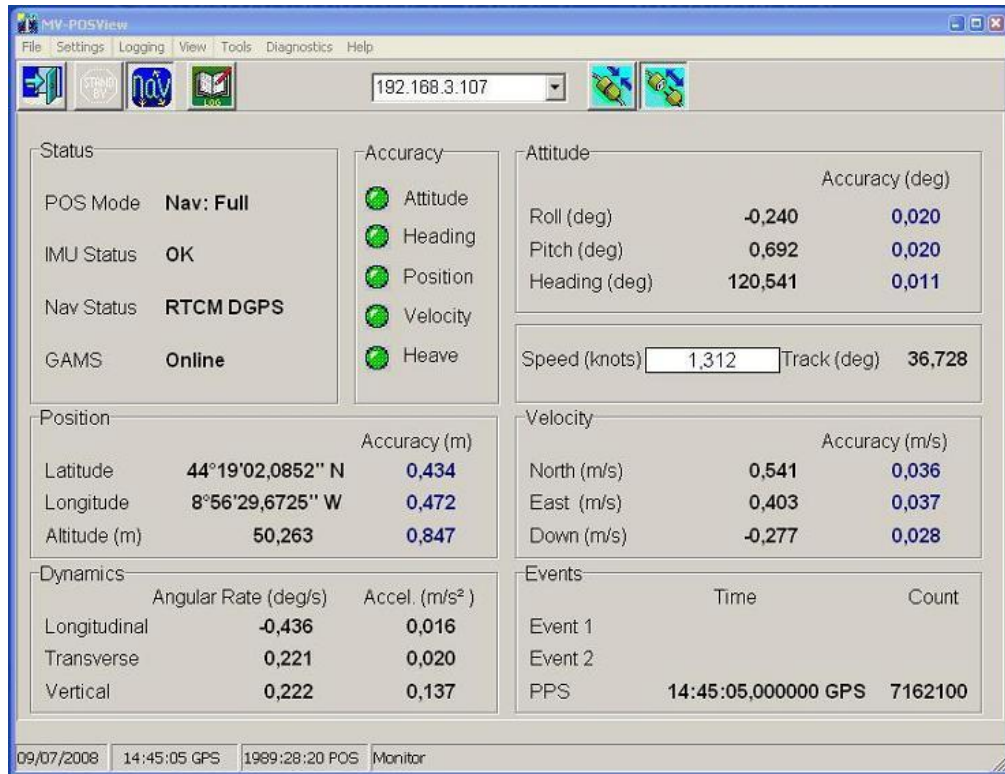 MV-POSView
File Settings Logging View Tools Diagnostics Help
STAND BY nav LOG 192.168.3.107
Status
POS Mode Nav: Full
IMU Status OK
Nav Status RTCM DGPS
GAMS Online
Accuracy
Attitude
Heading
Position
Velocity
Heave
Attitude
Accuracy (deg)
Roll (deg) -0,240 0,020
Pitch (deg) 0,692 0,020
Heading (deg) 120,541 0,011
Speed (knots) 1,312 Track (deg) 36,728
Position
Accuracy (m)
Latitude 44°19'02,0852'' N 0,434
Longitude 8°56'29,6725'' W 0,472
Altitude (m) 50,263 0,847
Velocity
Accuracy (m/s)
North (m/s) 0,541 0,036
East (m/s) 0,403 0,037
Down (m/s) -0,277 0,028
Dynamics
Angular Rate (deg/s) Accel. (m/s²)
Longitudinal -0,436 0,016
Transverse 0,221 0,020
Vertical 0,222 0,137
Events
Time Count
Event 1
Event 2
PPS 14:45:05,000000 GPS 7162100
09/07/2008 14:45:05 GPS 1989:28:20 POS Monitor